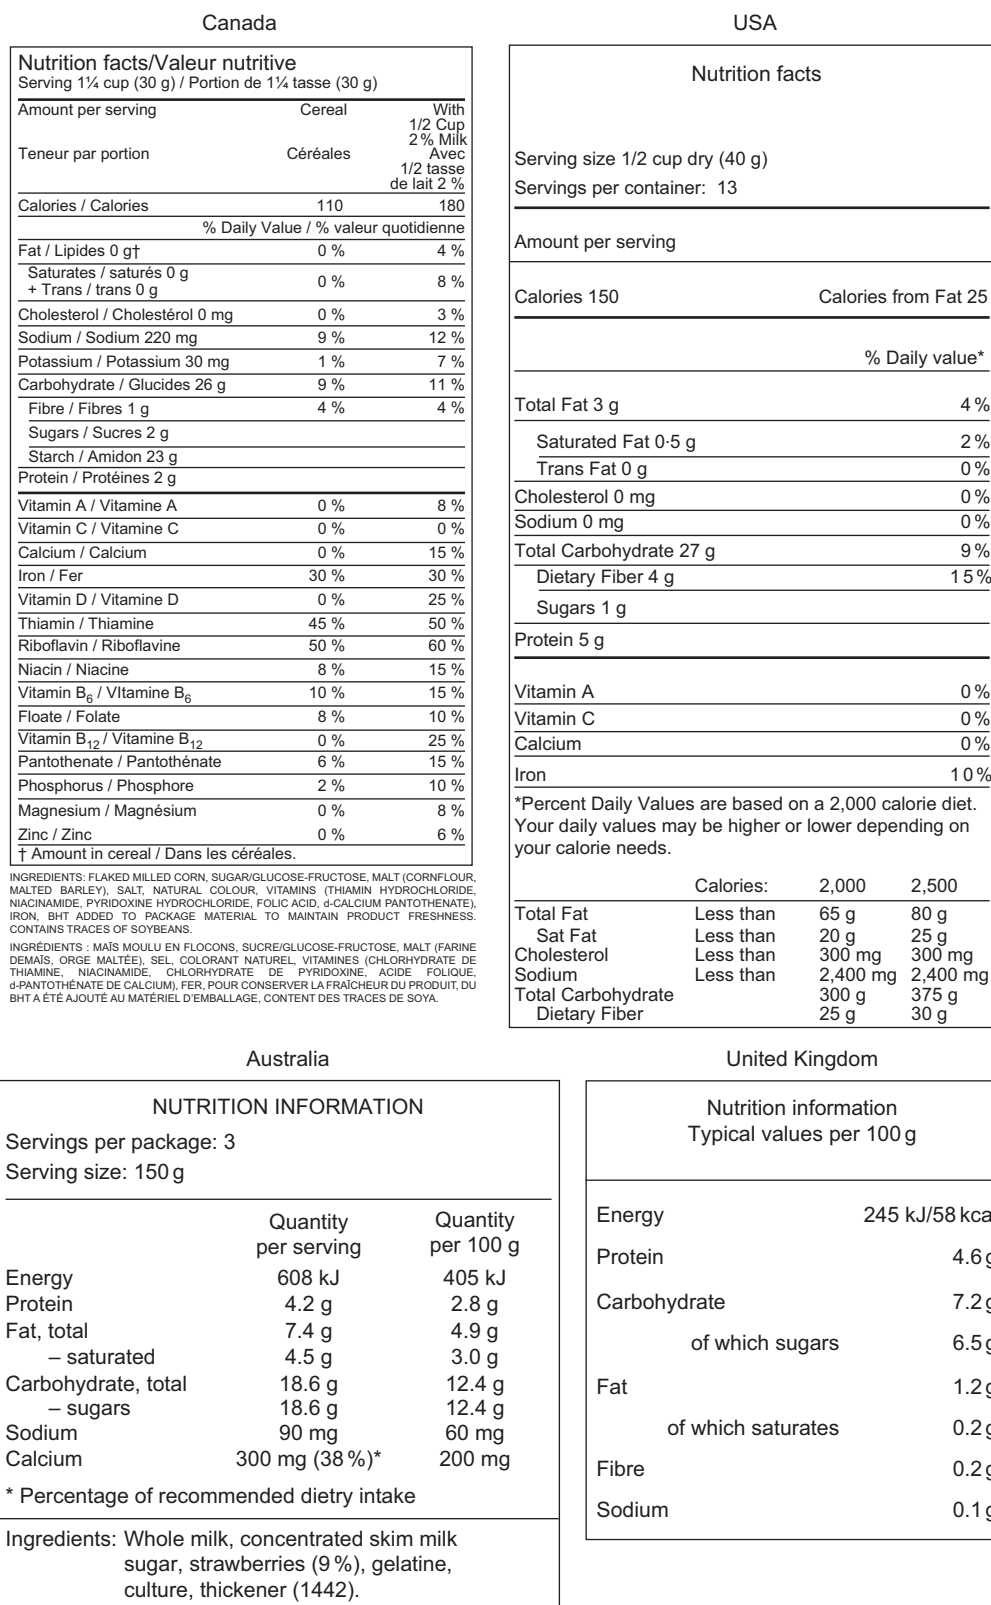 Canada
Nutrition facts/Valeur nutritive
Serving 1¼ cup (30 g) / Portion de 1¼ tasse (30 g)
Amount per serving Cereal With
1/2 Cup
2% Milk
Teneur par portion Céréales Avec
1/2 tasse
de lait 2 %
Calories / Calories 110 180
% Daily Value / % valeur quotidienne
Fat / Lipides 0 g† 0 % 4 %
Saturates / saturés 0 g
+ Trans / trans 0 g 0 % 8 %
Cholesterol / Cholestérol 0 mg 0 % 3 %
Sodium / Sodium 220 mg 9 % 12 %
Potassium / Potassium 30 mg 1 % 7 %
Carbohydrate / Glucides 26 g 9 % 11 %
Fibre / Fibres 1 g 4 % 4 %
Sugars / Sucres 2 g
Starch / Amidon 23 g
Protein / Protéines 2 g
Vitamin A / Vitamine A 0 % 8 %
Vitamin C / Vitamine C 0 % 0 %
Calcium / Calcium 0 % 15 %
Iron / Fer 30 % 30 %
Vitamin D / Vitamine D 0 % 25 %
Thiamin / Thiamine 45 % 50 %
Riboflavin / Riboflavine 50 % 60 %
Niacin / Niacine 8 % 15 %
Vitamin B6 / VItamine B6 10 % 15 %
Floate / Folate 8 % 10 %
Vitamin B12 / Vitamine B12 0 % 25 %
Pantothenate / Pantothénate 6 % 15 %
Phosphorus / Phosphore 2 % 10 %
Magnesium / Magnésium 0 % 8 %
Zinc / Zinc 0 % 6 %
† Amount in cereal / Dans les céréales.
INGREDIENTS: FLAKED MILLED CORN, SUGAR/GLUCOSE-FRUCTOSE, MALT (CORNFLOUR,
MALTED BARLEY), SALT, NATURAL COLOUR, VITAMINS (THIAMIN HYDROCHLORIDE,
NIACINAMIDE, PYRIDOXINE HYDROCHLORIDE, FOLIC ACID, d-CALCIUM PANTOTHENATE),
IRON, BHT ADDED TO PACKAGE MATERIAL TO MAINTAIN PRODUCT FRESHNESS.
CONTAINS TRACES OF SOYBEANS.
INGRÉDIENTS : MAÏS MOULU EN FLOCONS, SUCRE/GLUCOSE-FRUCTOSE, MALT (FARINE
DEMAÏS, ORGE MALTÉE), SEL, COLORANT NATUREL, VITAMINES (CHLORHYDRATE DE
THIAMINE, NIACINAMIDE, CHLORHYDRATE DE PYRIDOXINE, ACIDE FOLIQUE,
d-PANTOTHÉNATE DE CALCIUM), FER, POUR CONSERVER LA FRAÎCHEUR DU PRODUIT, DU
BHT A ÉTÉ AJOUTÉ AU MATÉRIEL D'EMBALLAGE, CONTENT DES TRACES DE SOYA.
USA
Nutrition facts
Serving size 1/2 cup dry (40 g)
Servings per container: 13
Amount per serving
Calories 150 Calories from Fat 25
% Daily value*
Total Fat 3 g 4%
Saturated Fat 0·5 g 2%
Trans Fat 0 g 0%
Cholesterol 0 mg 0%
Sodium 0 mg 0%
Total Carbohydrate 27 g 9%
Dietary Fiber 4 g 15%
Sugars 1 g
Protein 5 g
Vitamin A 0%
Vitamin C 0%
Calcium 0%
Iron 10%
*Percent Daily Values are based on a 2,000 calorie diet.
Your daily values may be higher or lower depending on
your calorie needs.
Calories: 2,000 2,500
Total Fat Less than 65 g 80 g
Sat Fat Less than 20 g 25 g
Cholesterol Less than 300 mg 300 mg
Sodium Less than 2,400 mg 2,400 mg
Total Carbohydrate 300 g 375 g
Dietary Fiber 25 g 30 g
Australia
NUTRITION INFORMATION
Servings per package: 3
Serving size: 150 g
Quantity Quantity
per serving per 100 g
Energy 608 kJ 405 kJ
Protein 4.2 g 2.8 g
Fat, total 7.4 g 4.9 g
– saturated 4.5 g 3.0 g
Carbohydrate, total 18.6 g 12.4 g
– sugars 18.6 g 12.4 g
Sodium 90 mg 60 mg
Calcium 300 mg (38 %)* 200 mg
* Percentage of recommended dietry intake
Ingredients: Whole milk, concentrated skim milk
sugar, strawberries (9 %), gelatine,
culture, thickener (1442).
United Kingdom
Nutrition information
Typical values per 100 g
Energy 245 kJ/58 kca
Protein 4.6 g
Carbohydrate 7.2 g
of which sugars 6.5 g
Fat 1.2 g
of which saturates 0.2 g
Fibre 0.2 g
Sodium 0.1 g